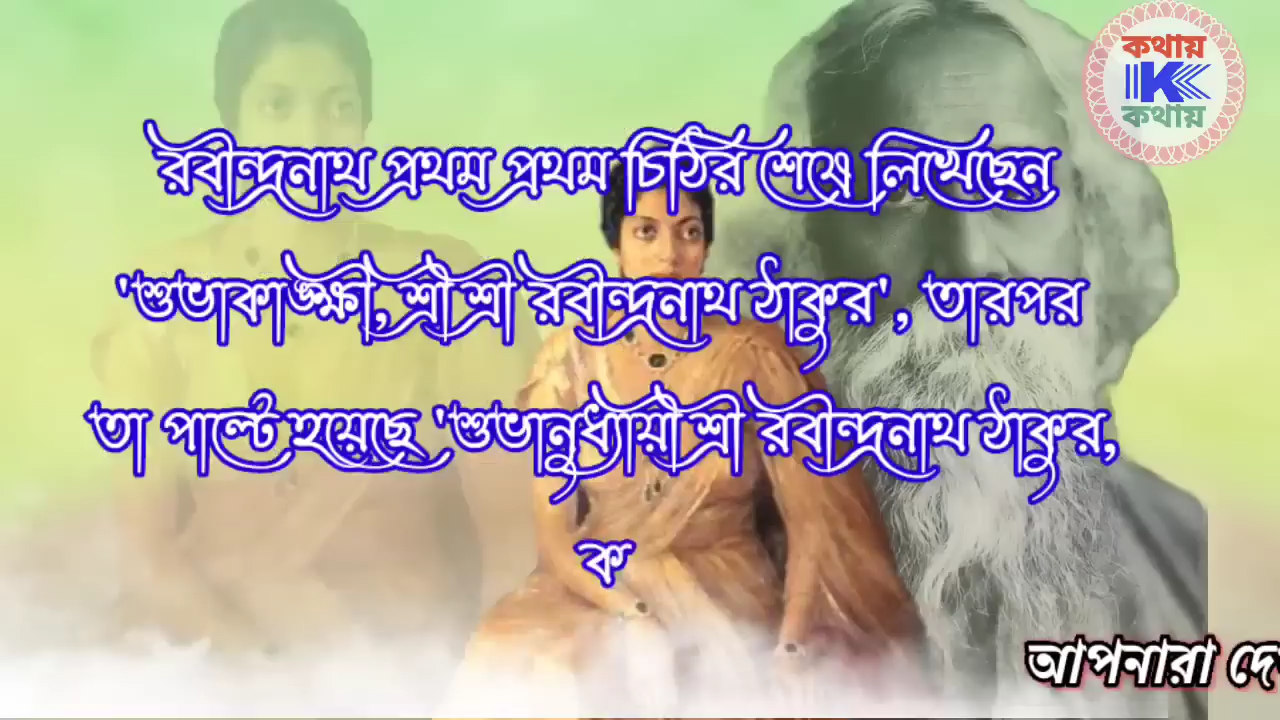 কথায়
K
কথায়
রবীন্দ্রনাথ প্রথম প্রথম চিঠির শেষে লিখেছেন
'শুভাকাঙ্ক্ষী, শ্রী শ্রী রবীন্দ্রনাথ ঠাকুর', তারপর
তা পাল্টে হয়েছে 'শুভানুধ্যায়ী শ্রী রবীন্দ্রনাথ ঠাকুর,
ক
আপনারা